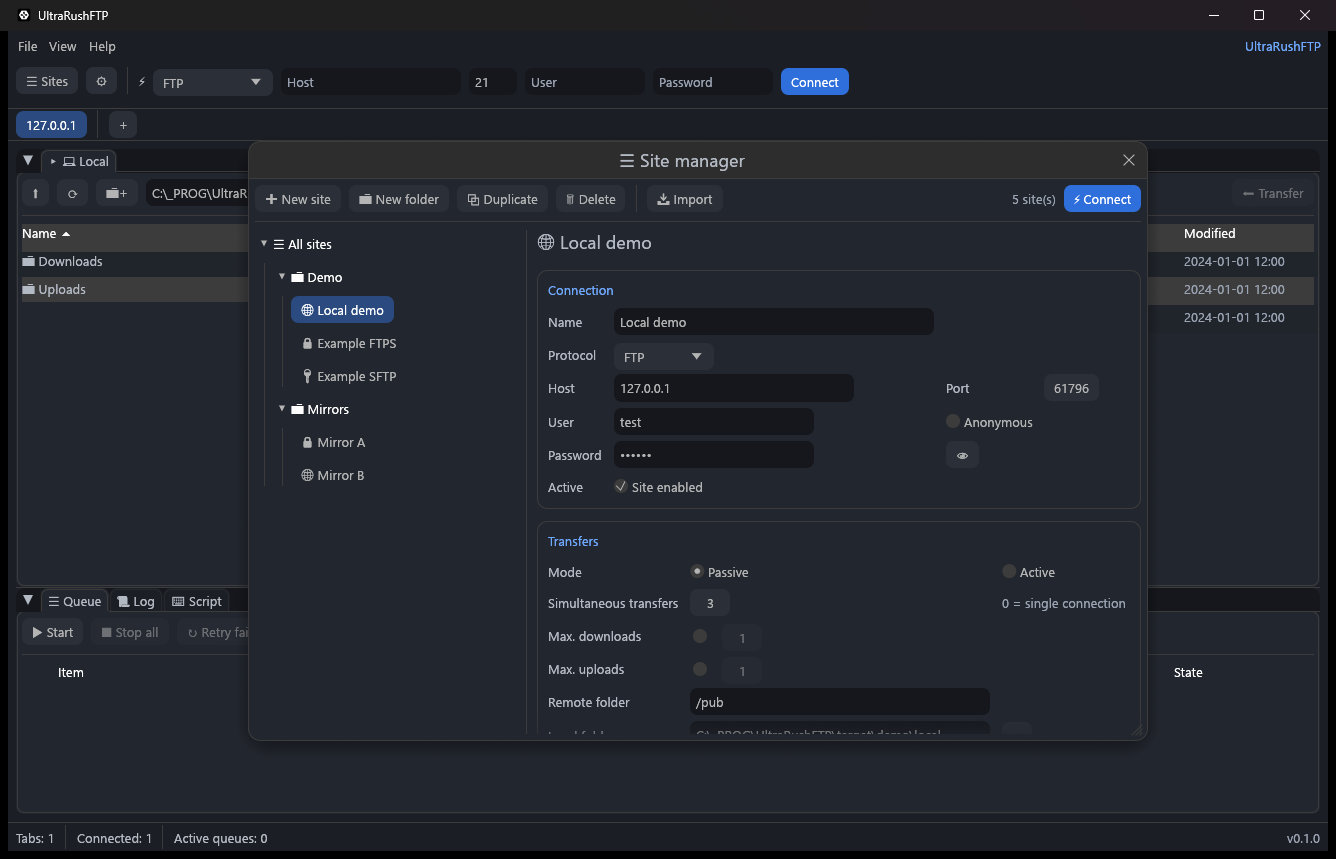 UltraRushFTP
File View Help UltraRushFTP
Sites FTP Host 21 User Password Connect
127.0.0.1 +
Local
C:\_PROG\UltraR
Transfer
Name
Downloads
Uploads
Modified
2024-01-01 12:00
2024-01-01 12:00
2024-01-01 12:00
Site manager
New site New folder Duplicate Delete Import 5 site(s) Connect
All sites
Demo
Local demo
Example FTPS
Example SFTP
Mirrors
Mirror A
Mirror B
Local demo
Connection
Name Local demo
Protocol FTP
Host 127.0.0.1 Port 61796
User test Anonymous
Password ••••••
Active Site enabled
Transfers
Mode Passive Active
Simultaneous transfers 3 0 = single connection
Max. downloads 1
Max. uploads 1
Remote folder /pub
Queue Log Script
Start Stop all Retry fai
Item State
Tabs: 1 Connected: 1 Active queues: 0 v0.1.0